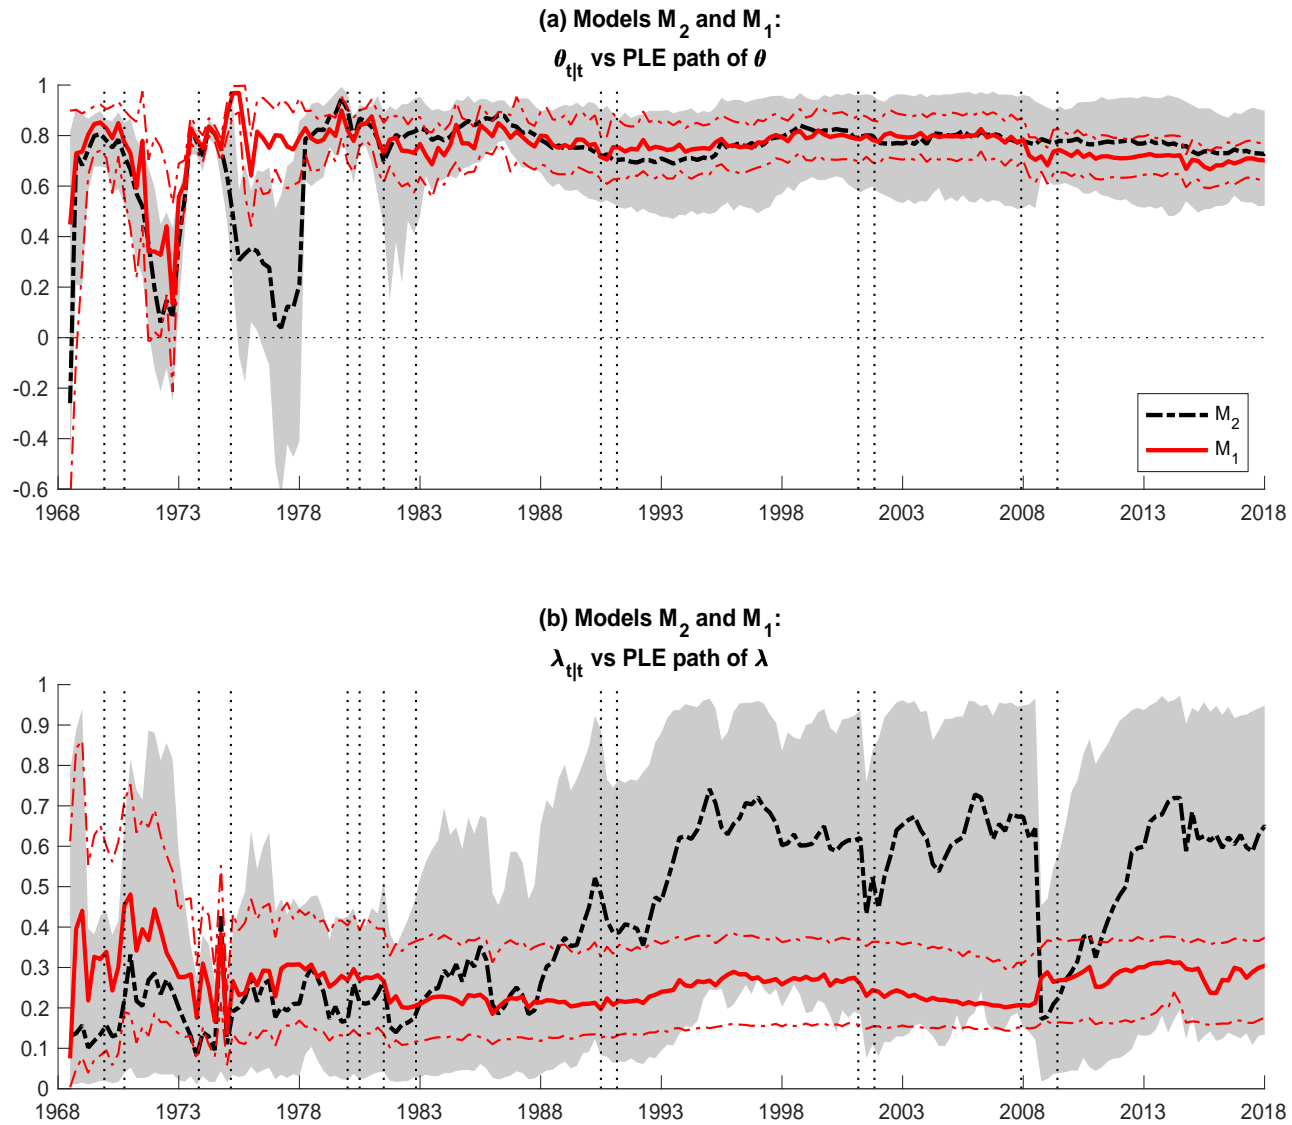 (a) Models M2 and M1:
θt|t vs PLE path of θ
1
0.8
0.6
0.4
0.2
0
-0.2
-0.4
-0.6
M2
M1
1968 1973 1978 1983 1988 1993 1998 2003 2008 2013 2018
(b) Models M2 and M1:
λt|t vs PLE path of λ
1
0.9
0.8
0.7
0.6
0.5
0.4
0.3
0.2
0.1
0
1968 1973 1978 1983 1988 1993 1998 2003 2008 2013 2018